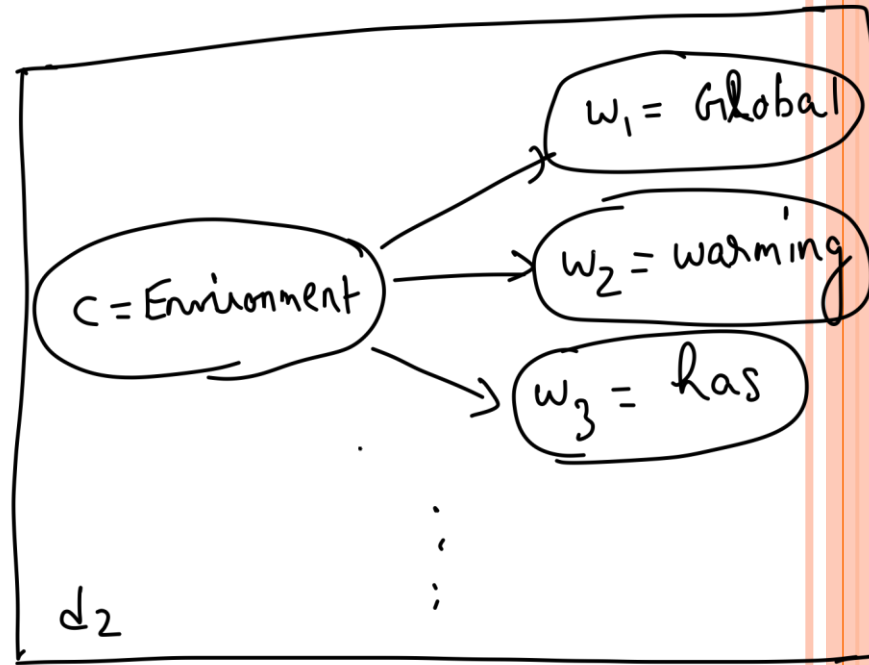 w₁ = Global
w₂ = warming
c = Environment
w₃ = has
d₂